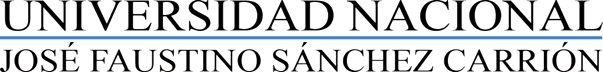 UNIVERSIDAD NACIONAL
JOSÉ FAUSTINO SÁNCHEZ CARRIÓN